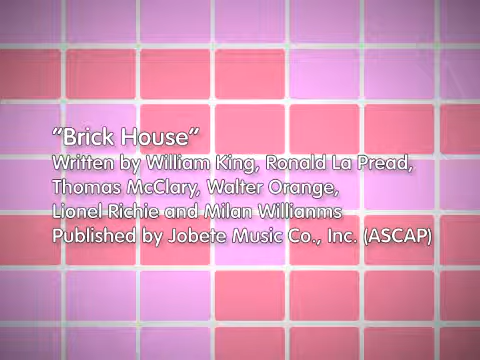 "Brick House"
Written by William King, Ronald La Pread,
Thomas McClary, Walter Orange,
Lionel Richie and Milan Willianms
Published by Jobete Music Co., Inc. (ASCAP)